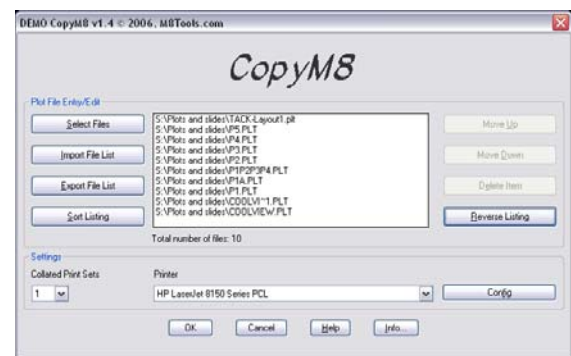 DEMO CopyM8 v1.4 © 2006, M8Tools.com
CopyM8
Plot File Entry/Edit
Select Files
Import File List
Export File List
Sort Listing
S:\Plots and slides\TACK-Layout1.plt
S:\Plots and slides\P5.PLT
S:\Plots and slides\P4.PLT
S:\Plots and slides\P3.PLT
S:\Plots and slides\P2.PLT
S:\Plots and slides\P1P2P3P4.PLT
S:\Plots and slides\P1A.PLT
S:\Plots and slides\P1.PLT
S:\Plots and slides\COOLVI~1.PLT
S:\Plots and slides\COOLVIEW.PLT
Total number of files: 10
Move Up
Move Down
Delete Item
Reverse Listing
Settings
Collated Print Sets
1
Printer
HP LaserJet 8150 Series PCL
Config
OK
Cancel
Help
Info...